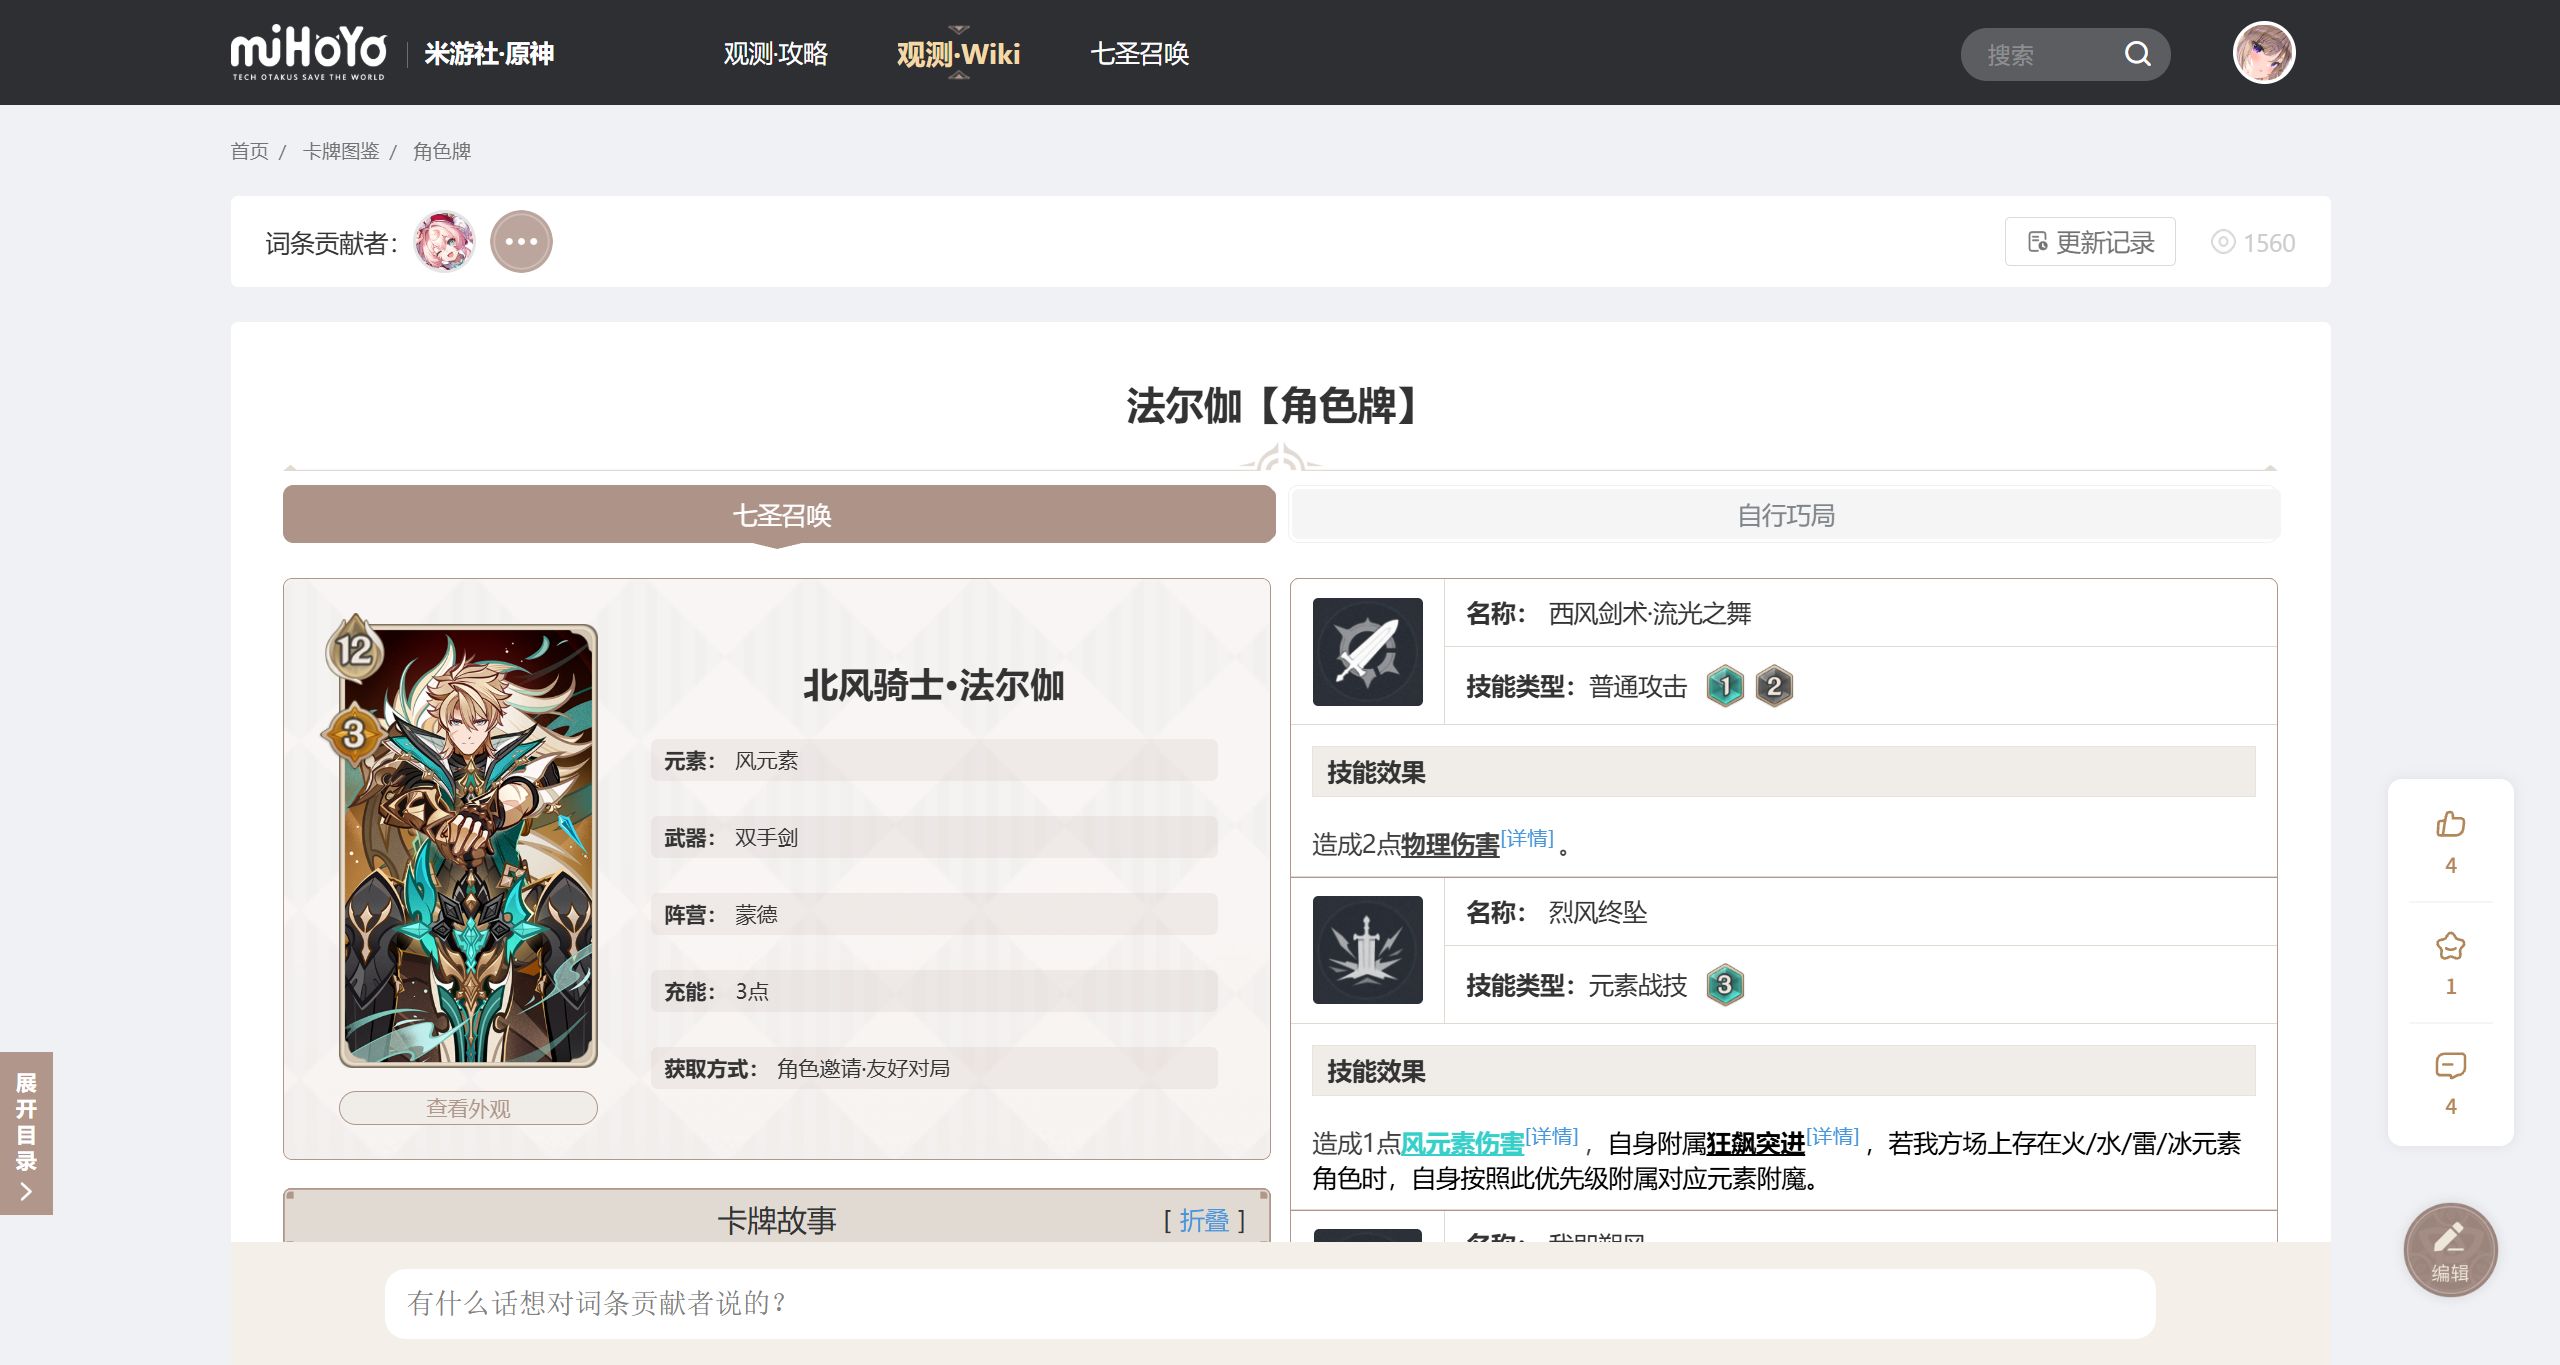 miHoYo
TECH OTAKUS SAVE THE WORLD
米游社·原神
观测·攻略
观测·Wiki
七圣召唤
搜索
首页 / 卡牌图鉴 / 角色牌
词条贡献者：
更新记录
1560
法尔伽【角色牌】
七圣召唤
自行巧局
12
3
北风骑士·法尔伽
元素： 风元素
武器： 双手剑
阵营： 蒙德
充能： 3点
获取方式： 角色邀请·友好对局
查看外观
卡牌故事
[ 折叠 ]
名称： 西风剑术·流光之舞
技能类型： 普通攻击 1 2
技能效果
造成2点物理伤害[详情] 。
名称： 烈风终坠
技能类型： 元素战技 3
技能效果
造成1点风元素伤害[详情] ，自身附属狂飙突进[详情] ，若我方场上存在火/水/雷/冰元素
角色时，自身按照此优先级附属对应元素附魔。
名称：
展开目录
4
1
4
编辑
有什么话想对词条贡献者说的？